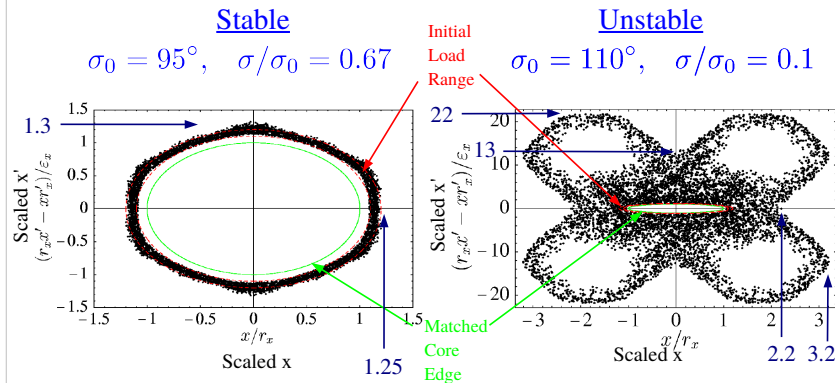 Stable
σ₀ = 95°, σ/σ₀ = 0.67
Initial
Load
Range
Unstable
σ₀ = 110°, σ/σ₀ = 0.1
Scaled x'
(rₓx' − xr'ₓ)/εₓ
1.5
1
0.5
0
−0.5
−1
−1.5
1.3
−1.5
−1
−0.5
0
0.5
1
1.5
x/rₓ
Scaled x
1.25
Matched
Core
Edge
Scaled x'
(rₓx' − xr'ₓ)/εₓ
22
13
20
10
0
−10
−20
−3
−2
−1
0
1
2
3
x/rₓ
Scaled x
2.2
3.2